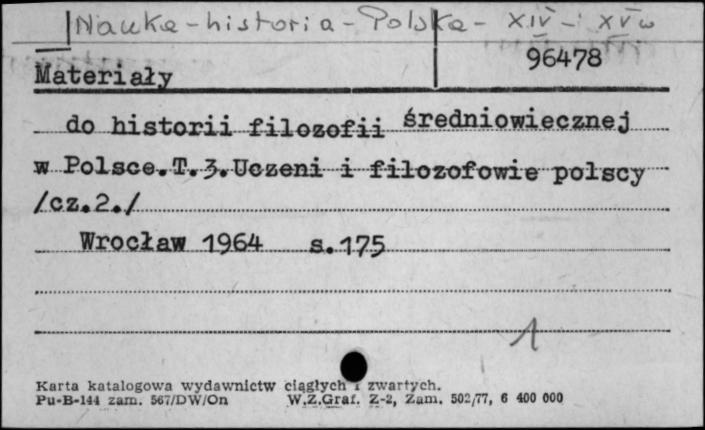 Nauka - historia - Polska - XIV - XV w
96478
Materiały
do historii filozofii średniowiecznej
w Polsce. T. 3. Uczeni i filozofowie polscy
/cz.2./
Wrocław 1964 s.175
1
Karta katalogowa wydawnictw ciągłych i zwartych.
Pu-B-144 zam. 567/DW/On W.Z.Graf. Z-2, Zam. 502/77, 6 400 000